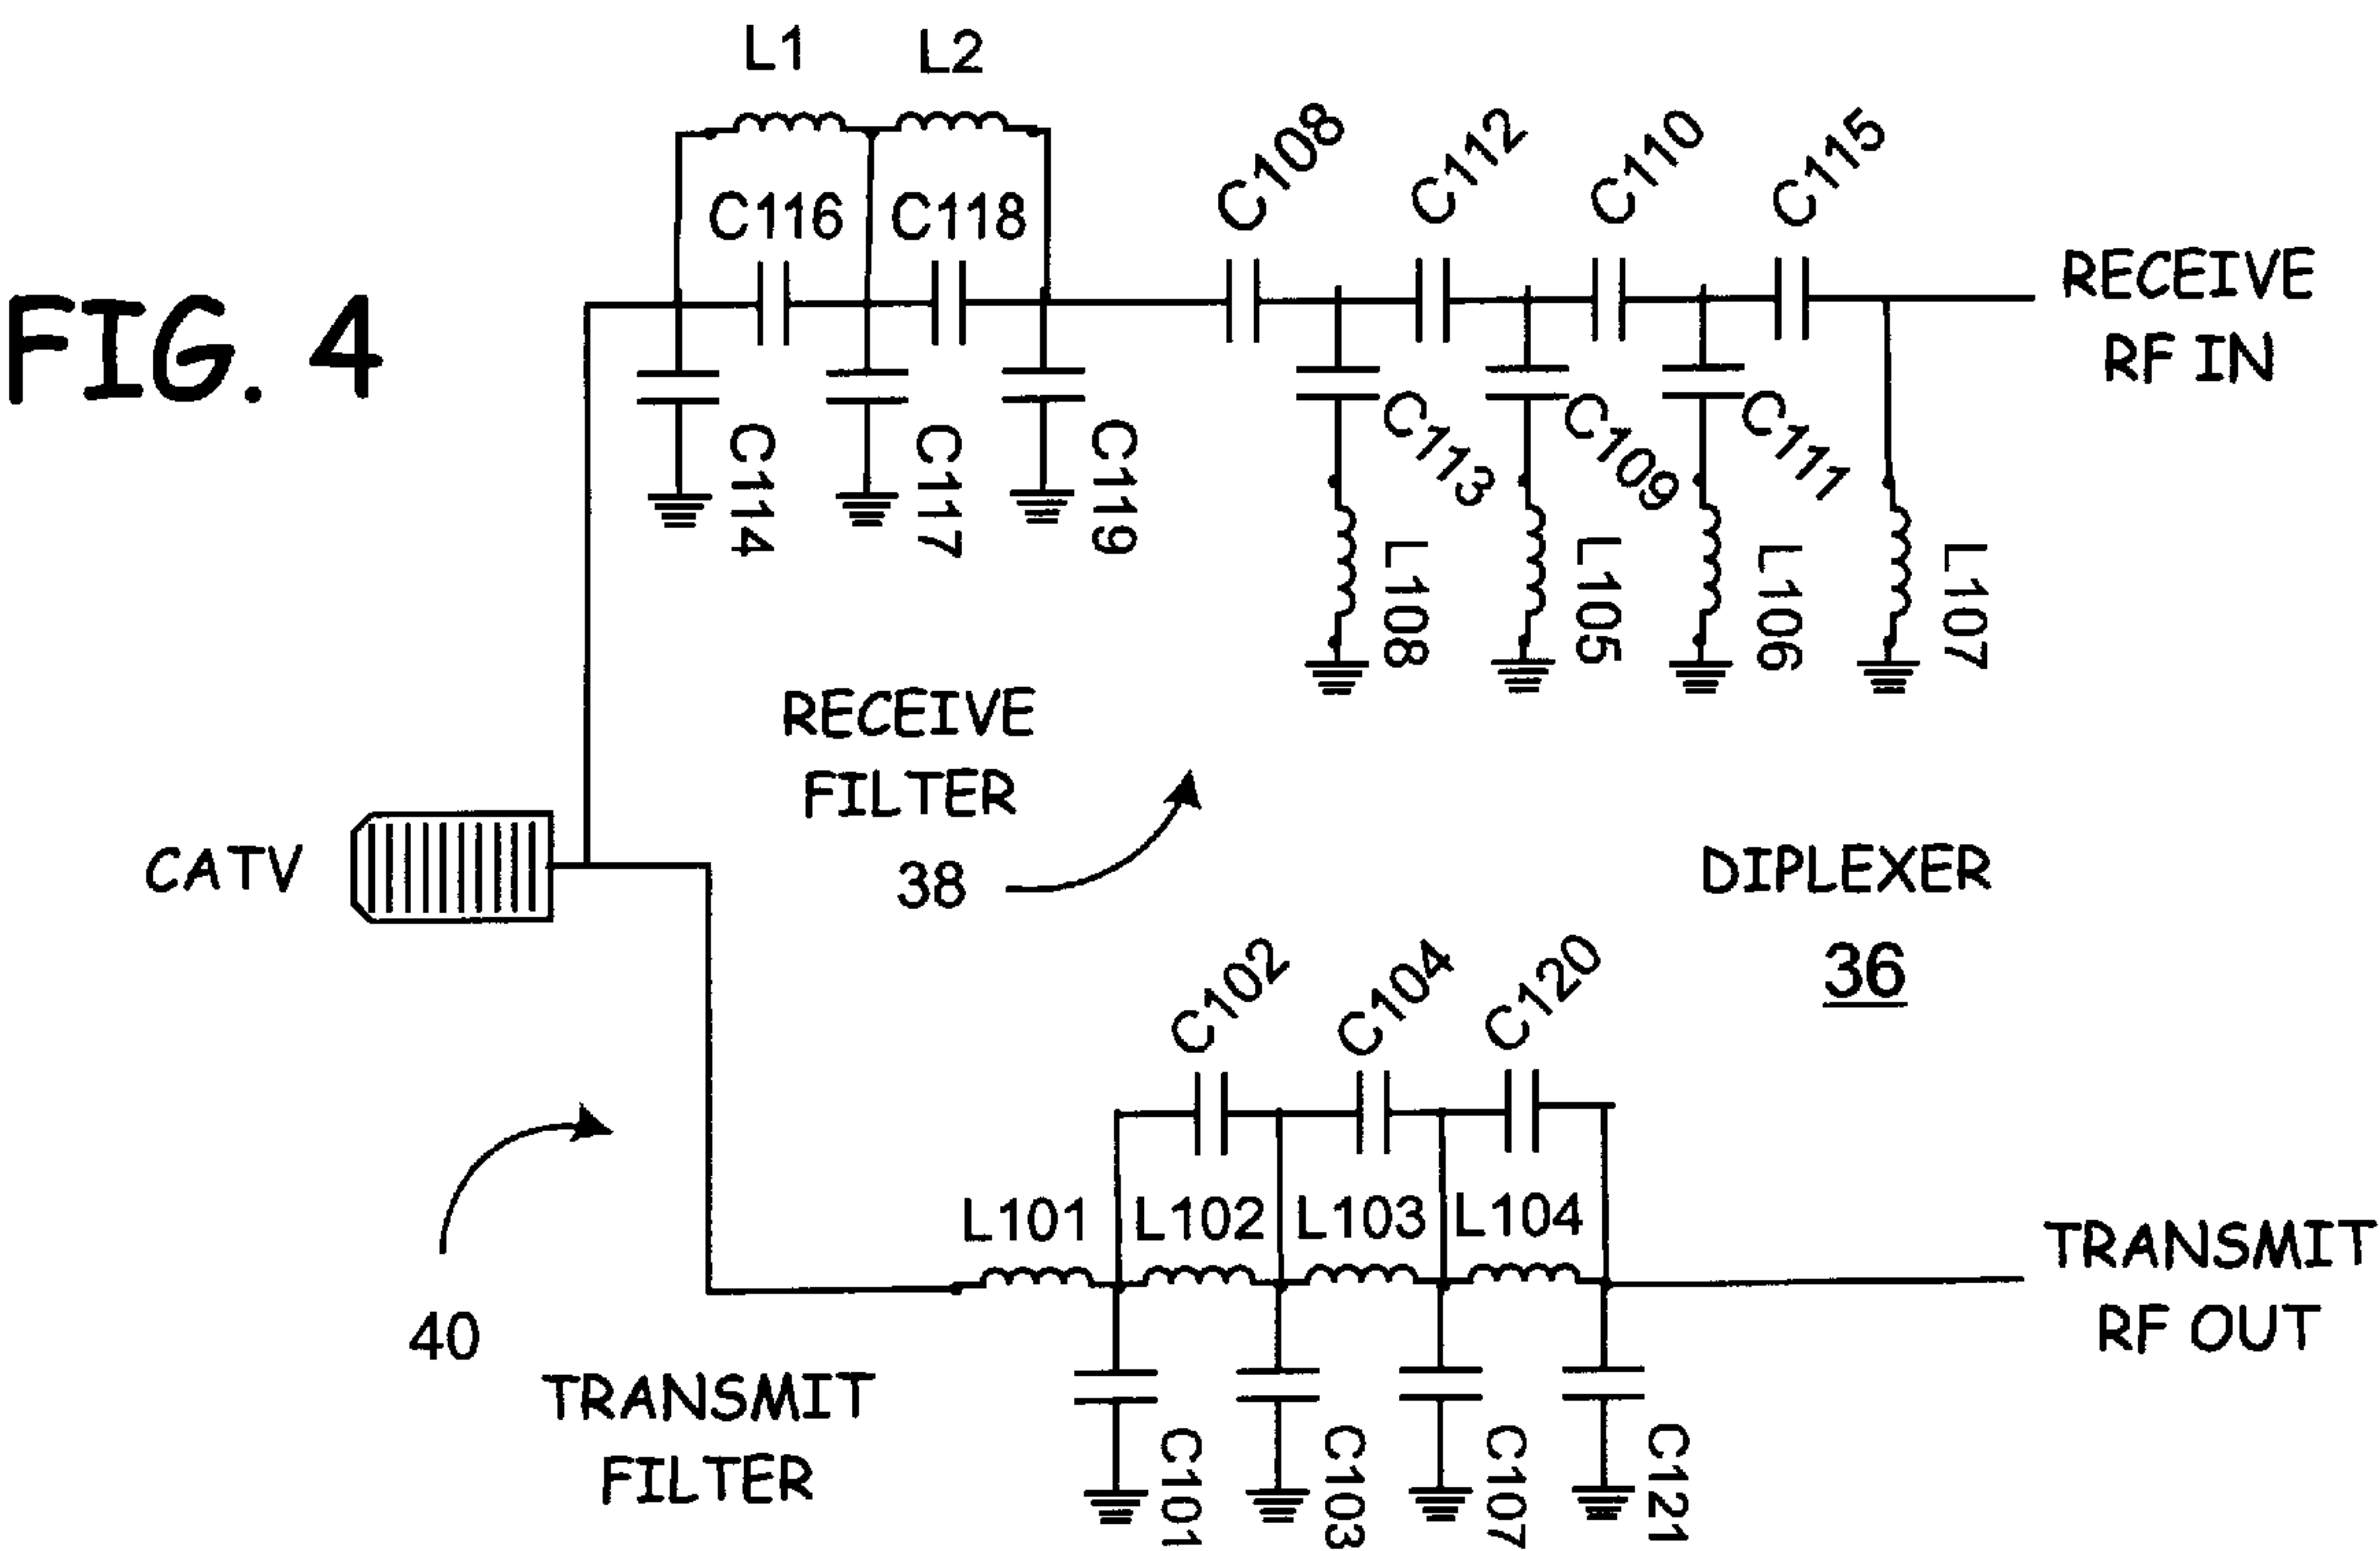 L1
L2
C108
C112
C110
C115
C116
C118
RECEIVE
RF IN
FIG. 4
C114
C117
C119
C113
C109
C111
L108
L105
L106
L107
RECEIVE
FILTER
38
CATV
DIPLEXER
36
C102
C104
C120
L101
L102
L103
L104
TRANSMIT
RF OUT
40
TRANSMIT
FILTER
C101
C103
C107
C121